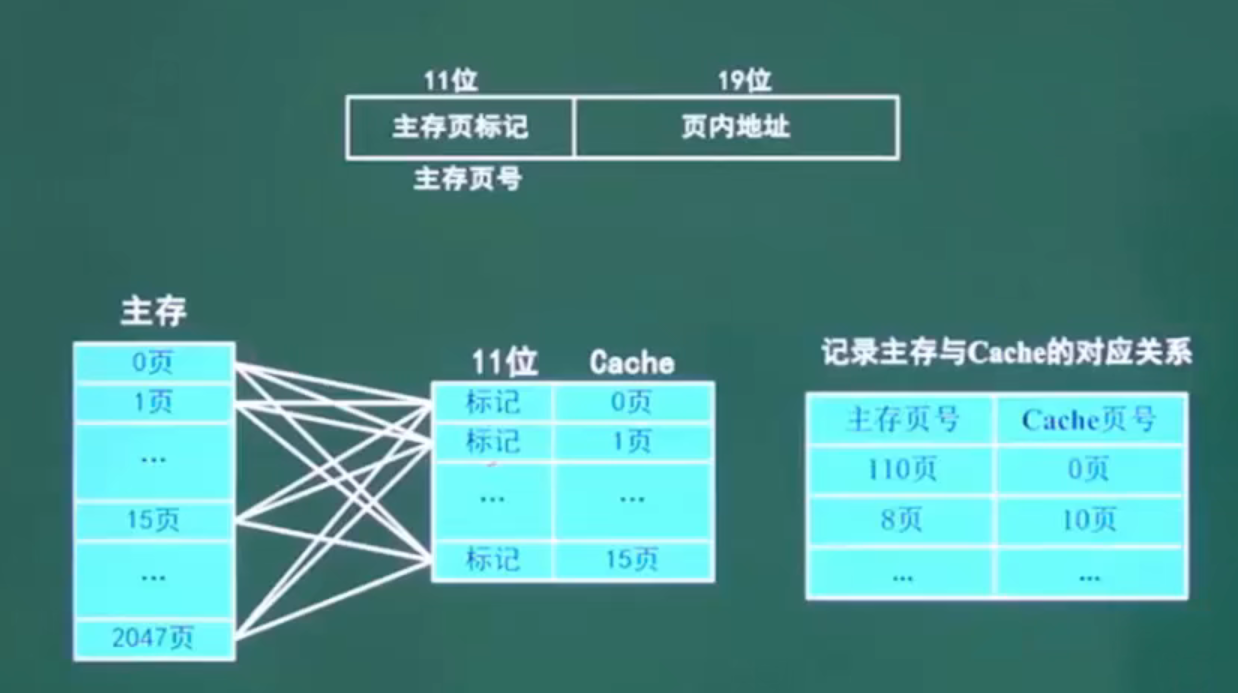 11位 19位
主存页标记 页内地址
主存页号
主存
0页
1页
...
15页
...
2047页
11位 Cache
标记 0页
标记 1页
... ...
标记 15页
记录主存与Cache的对应关系
主存页号 Cache页号
110页 0页
8页 10页
... ...